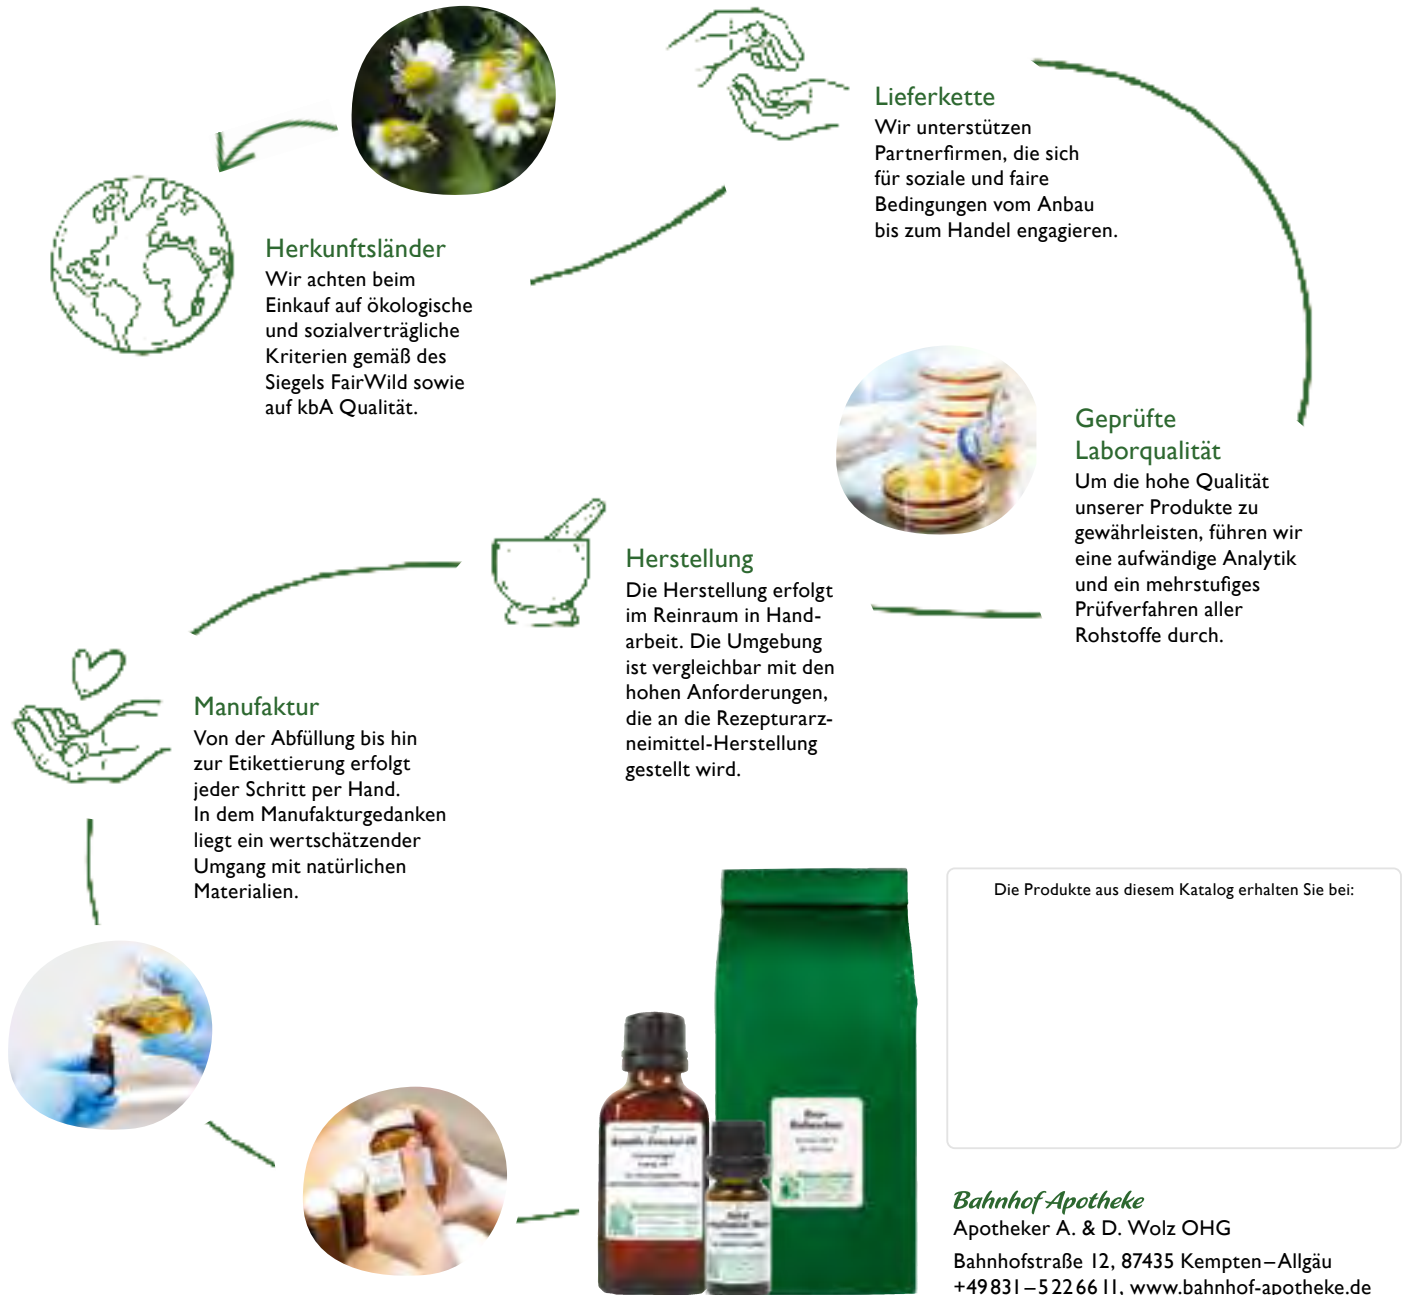 Lieferkette
Wir unterstützen
Partnerfirmen, die sich
für soziale und faire
Bedingungen vom Anbau
bis zum Handel engagieren.
Herkunftsländer
Wir achten beim
Einkauf auf ökologische
und sozialverträgliche
Kriterien gemäß des
Siegels FairWild sowie
auf kbA Qualität.
Geprüfte
Laborqualität
Um die hohe Qualität
unserer Produkte zu
gewährleisten, führen wir
eine aufwändige Analytik
und ein mehrstufiges
Prüfverfahren aller
Rohstoffe durch.
Herstellung
Die Herstellung erfolgt
im Reinraum in Hand-
arbeit. Die Umgebung
ist vergleichbar mit den
hohen Anforderungen,
die an die Rezepturarz-
neimittel-Herstellung
gestellt wird.
Manufaktur
Von der Abfüllung bis hin
zur Etikettierung erfolgt
jeder Schritt per Hand.
In dem Manufakturgedanken
liegt ein wertschätzender
Umgang mit natürlichen
Materialien.
Die Produkte aus diesem Katalog erhalten Sie bei:
Bahnhof Apotheke
Apotheker A. & D. Wolz OHG
Bahnhofstraße 12, 87435 Kempten–Allgäu
+49 831–522 66 11, www.bahnhof-apotheke.de